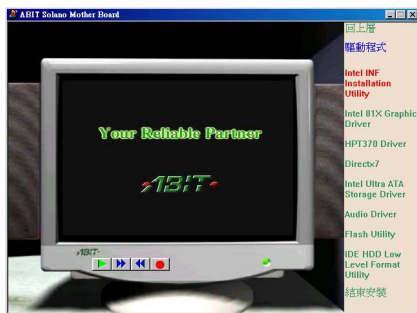 ABIT Solano Mother Board
回上層
驅動程式
Intel INF
Installation
Utility
Intel 81X Graphic
Driver
HPT370 Driver
Directx7
Intel Ultra ATA
Storage Driver
Audio Driver
Flash Utility
IDE HDD Low
Level Format
Utility
結束安裝
Your Reliable Partner
ABIT
ABIT